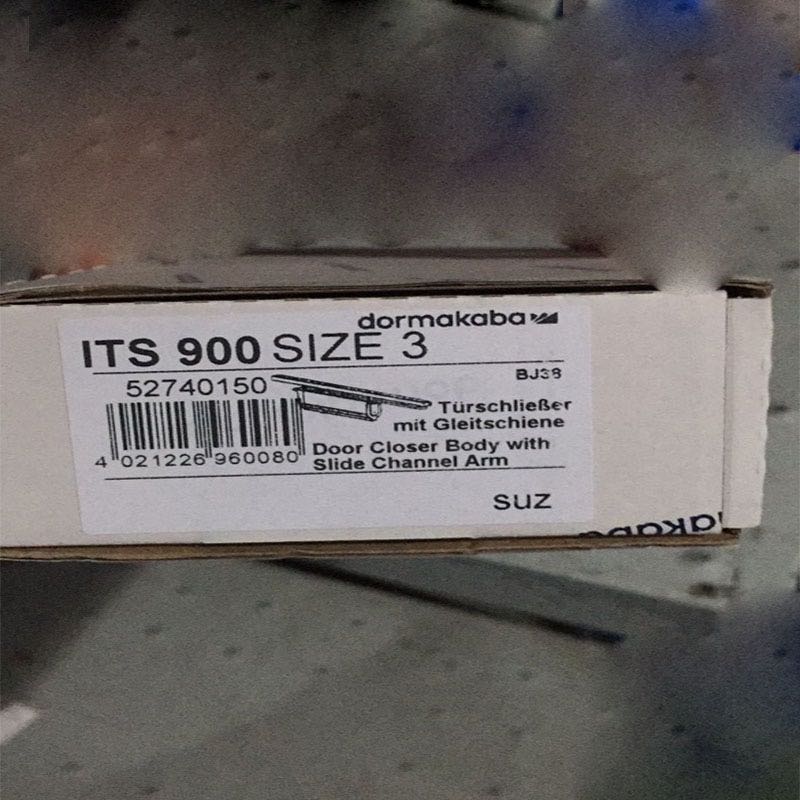 dormakaba
ITS 900 SIZE 3
52740150
BJ38
Türschließer
mit Gleitschiene
4 021226 960080
Door Closer Body with
Slide Channel Arm
suz
akaba